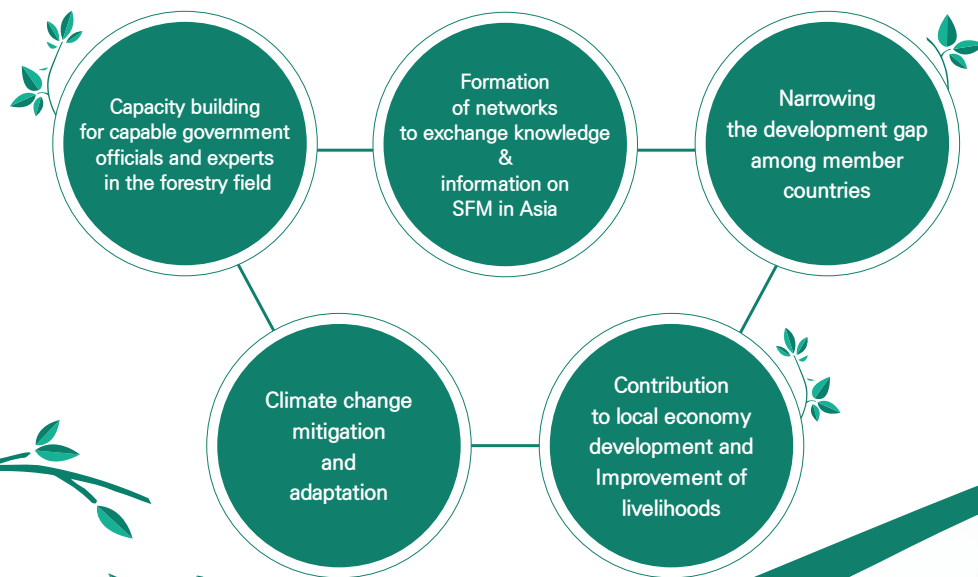 Capacity building
for capable government
officials and experts
in the forestry field
Formation
of networks
to exchange knowledge
&
information on
SFM in Asia
Narrowing
the development gap
among member
countries
Climate change
mitigation
and
adaptation
Contribution
to local economy
development and
Improvement of
livelihoods